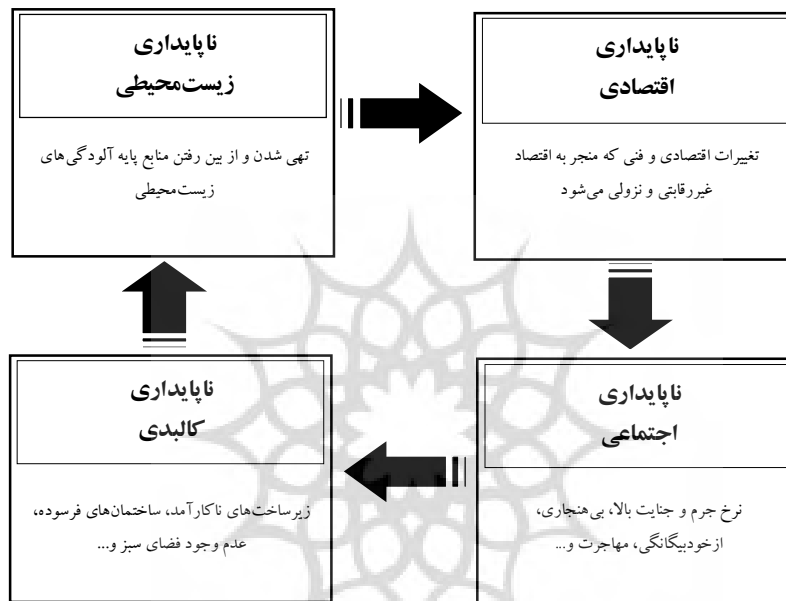 ناپایداری
اقتصادی
تغییرات اقتصادی و فنی که منجر به اقتصاد
غیررقابتی و نزولی می‌شود
ناپایداری
زیست‌محیطی
تهی شدن و از بین رفتن منابع پایه آلودگی‌های
زیست‌محیطی
ناپایداری
اجتماعی
نرخ جرم و جنایت بالا، بی‌هنجاری،
ازخودبیگانگی، مهاجرت و...
ناپایداری
کالبدی
زیرساخت‌های ناکارآمد، ساختمان‌های فرسوده،
عدم وجود فضای سبز و...